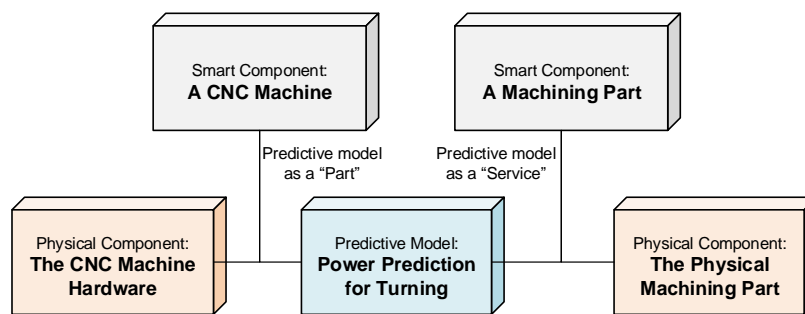 Smart Component:
A CNC Machine
Smart Component:
A Machining Part
Predictive model
as a “Part”
Predictive model
as a “Service”
Physical Component:
The CNC Machine
Hardware
Predictive Model:
Power Prediction
for Turning
Physical Component:
The Physical
Machining Part